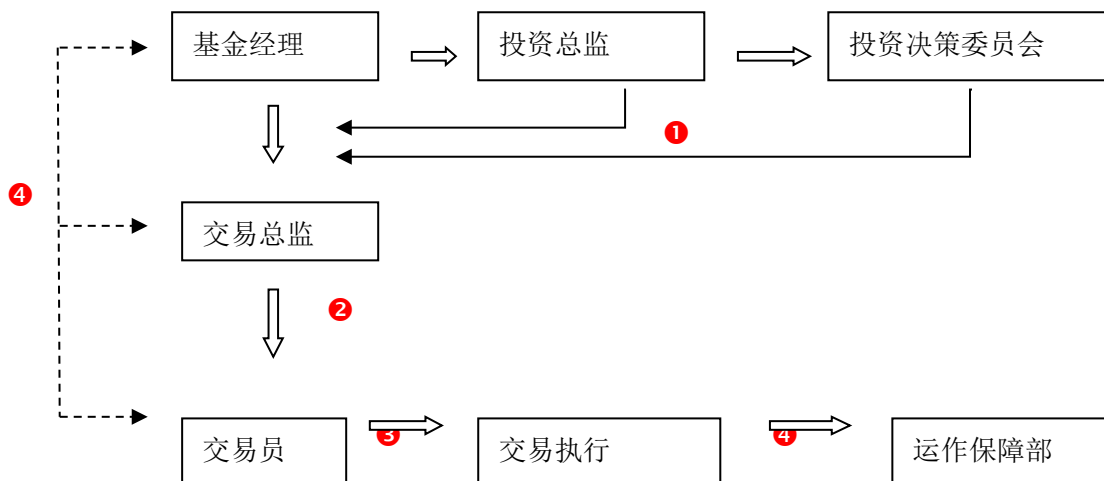 基金经理
投资总监
投资决策委员会
❶
❹
交易总监
❷
交易员
❸
交易执行
❹
运作保障部